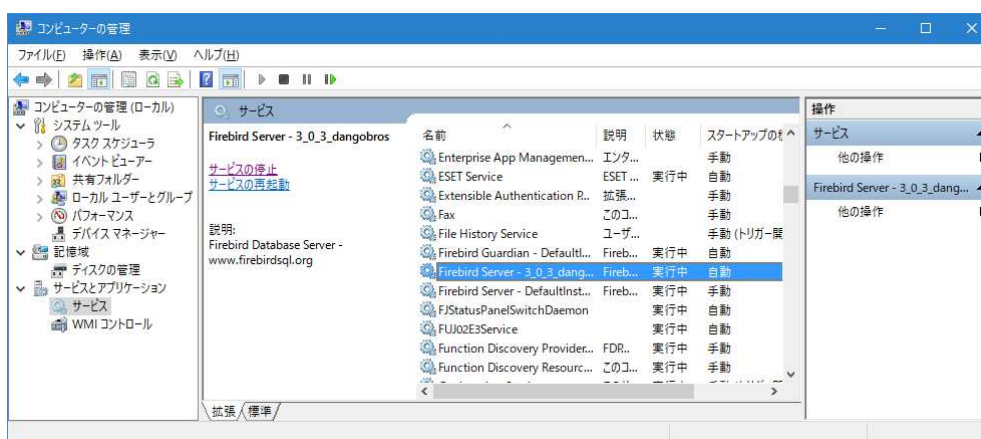 コンピューターの管理
ファイル(F) 操作(A) 表示(V) ヘルプ(H)
コンピューターの管理 (ローカル)
システム ツール
タスク スケジューラ
イベント ビューアー
共有フォルダー
ローカル ユーザーとグループ
パフォーマンス
デバイス マネージャー
記憶域
ディスクの管理
サービスとアプリケーション
サービス
WMI コントロール
サービス
Firebird Server - 3_0_3_dangobros
サービスの停止
サービスの再起動
説明:
Firebird Database Server -
www.firebirdsql.org
名前 説明 状態 スタートアップの
Enterprise App Managemen... エンタ... 手動
ESET Service ESET ... 実行中 自動
Extensible Authentication P... 拡張... 手動
Fax このコ... 手動
File History Service ユーザ... 手動 (トリガー開
Firebird Guardian - DefaultI... Fireb... 実行中 自動
Firebird Server - 3_0_3_dang... Fireb... 実行中 自動
Firebird Server - DefaultInst... Fireb... 実行中 手動
FJStatusPanelSwitchDaemon 実行中 自動
FUJ02E3Service 実行中 自動
Function Discovery Provider... FDP... 実行中 手動
Function Discovery Resourc... このコ... 実行中 手動
拡張 標準
操作
サービス
他の操作
Firebird Server - 3_0_3_dang...
他の操作